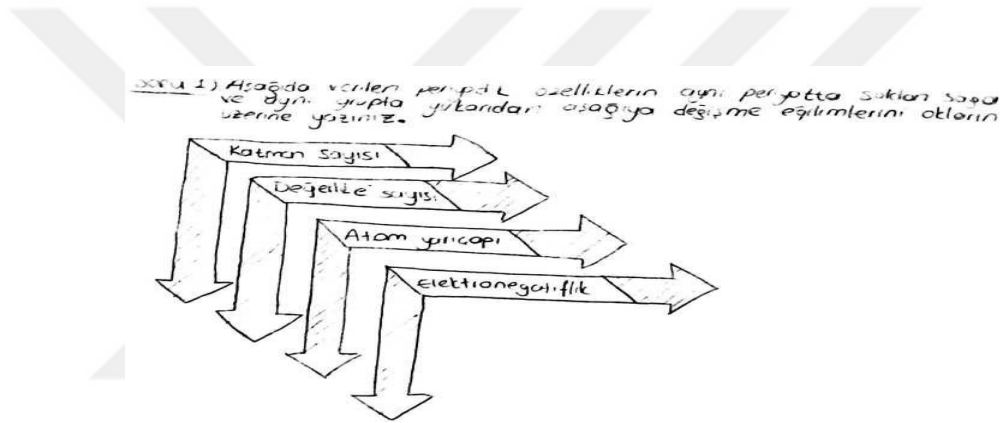 Soru 1) Aşağıda verilen periyodik özelliklerin aynı periyotta soldan sağa
ve aynı grupta yukarıdan aşağıya değişme eğilimlerini okların
üzerine yazınız.
Katman sayısı
Değerlik e⁻ sayısı
Atom yarıçapı
Elektronegatiflik